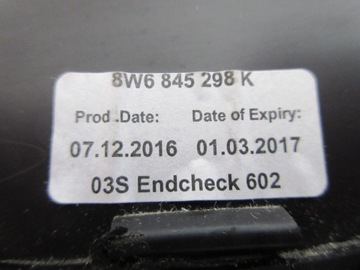 8W6 845 298 K
Prod .Date: Date of Expiry:
07.12.2016 01.03.2017
03S Endcheck 602